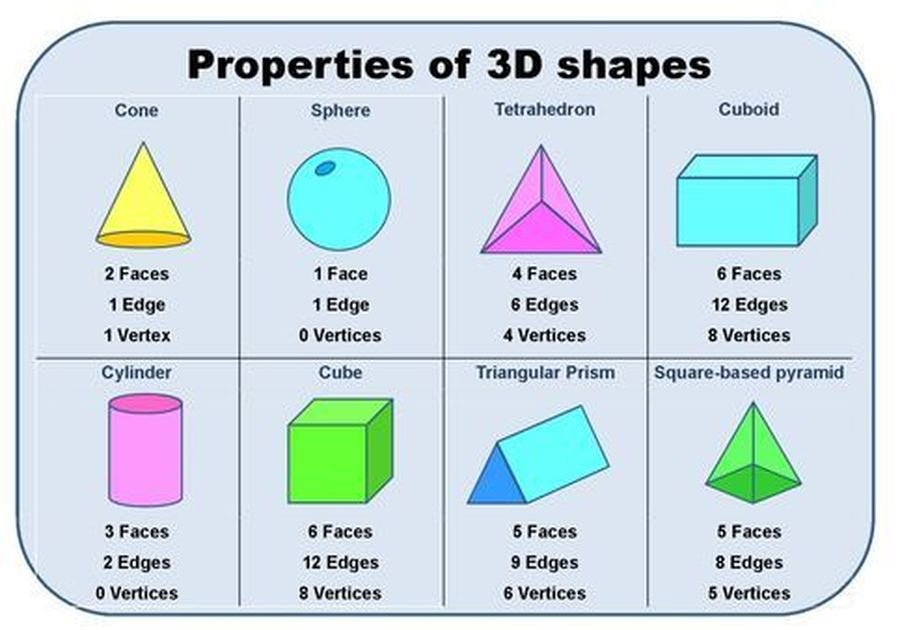 Properties of 3D shapes
Cone
2 Faces
1 Edge
1 Vertex
Sphere
1 Face
1 Edge
0 Vertices
Tetrahedron
4 Faces
6 Edges
4 Vertices
Cuboid
6 Faces
12 Edges
8 Vertices
Cylinder
3 Faces
2 Edges
0 Vertices
Cube
6 Faces
12 Edges
8 Vertices
Triangular Prism
5 Faces
9 Edges
6 Vertices
Square-based pyramid
5 Faces
8 Edges
5 Vertices